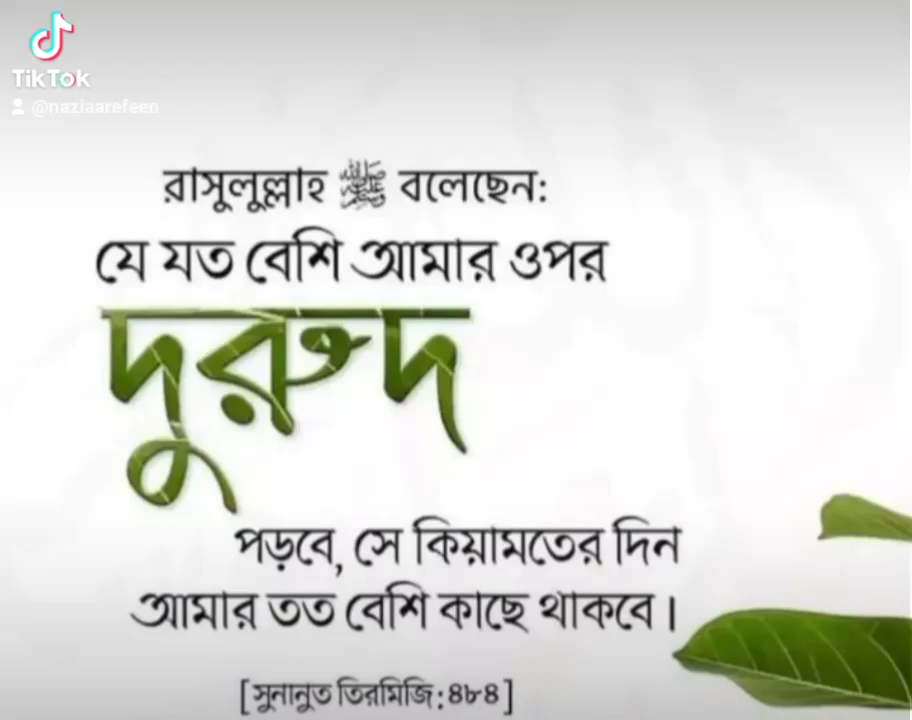 TikTok
@naziaarefeen
রাসুলুল্লাহ ﷺ বলেছেন:
যে যত বেশি আমার ওপর
দুরুদ
পড়বে, সে কিয়ামতের দিন
আমার তত বেশি কাছে থাকবে।
[সুনানুত তিরমিজি:৪৮৪]